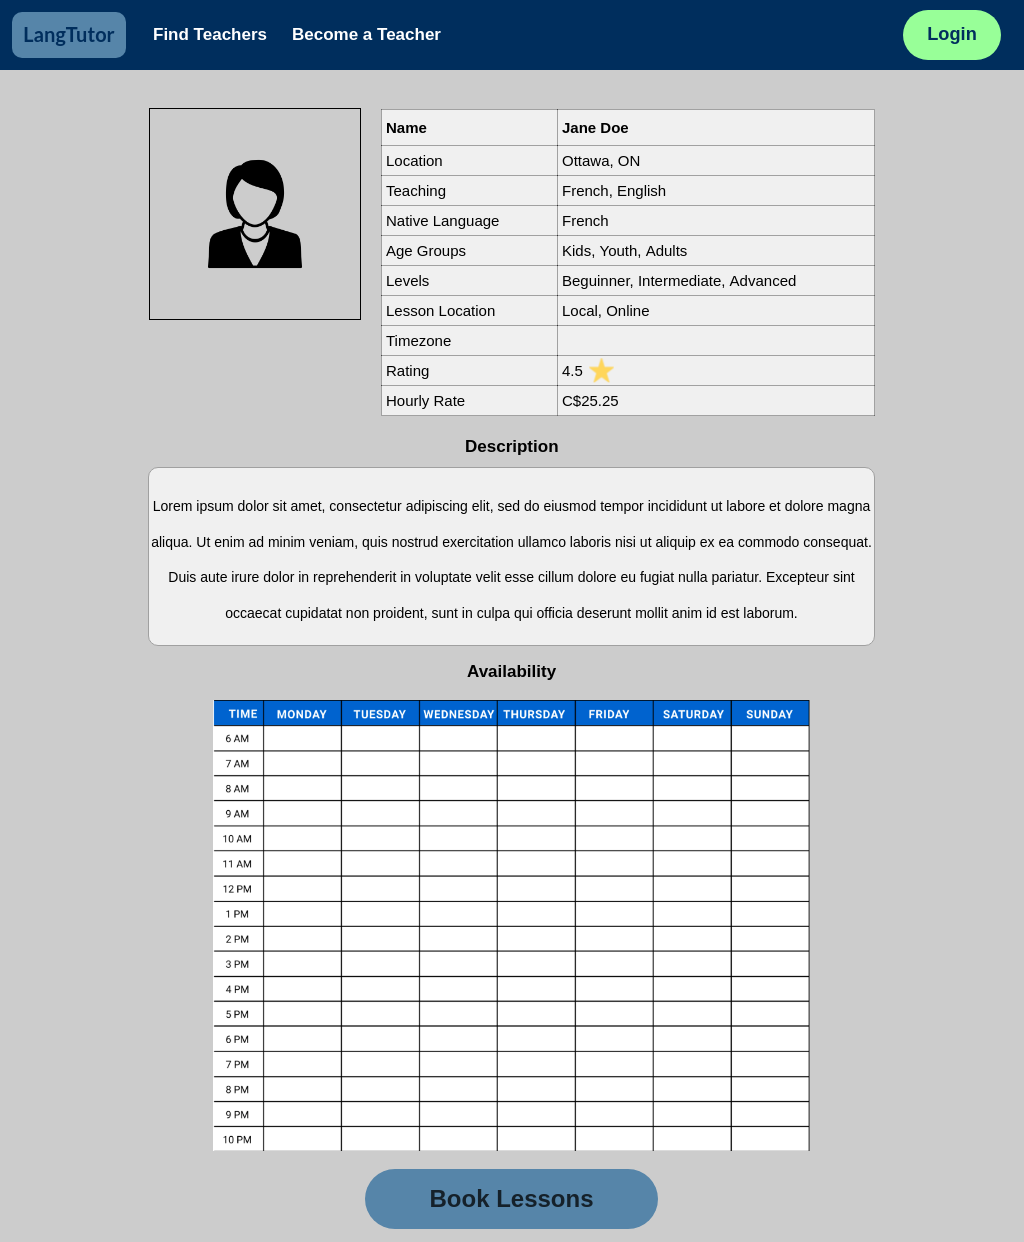 LangTutor Find Teachers Become a Teacher Login
Name Jane Doe
Location Ottawa, ON
Teaching French, English
Native Language French
Age Groups Kids, Youth, Adults
Levels Beguinner, Intermediate, Advanced
Lesson Location Local, Online
Timezone
Rating 4.5
Hourly Rate C$25.25
Description
Lorem ipsum dolor sit amet, consectetur adipiscing elit, sed do eiusmod tempor incididunt ut labore et dolore magna
aliqua. Ut enim ad minim veniam, quis nostrud exercitation ullamco laboris nisi ut aliquip ex ea commodo consequat.
Duis aute irure dolor in reprehenderit in voluptate velit esse cillum dolore eu fugiat nulla pariatur. Excepteur sint
occaecat cupidatat non proident, sunt in culpa qui officia deserunt mollit anim id est laborum.
Availability
TIME MONDAY TUESDAY WEDNESDAY THURSDAY FRIDAY SATURDAY SUNDAY
6 AM
7 AM
8 AM
9 AM
10 AM
11 AM
12 PM
1 PM
2 PM
3 PM
4 PM
5 PM
6 PM
7 PM
8 PM
9 PM
10 PM
Book Lessons